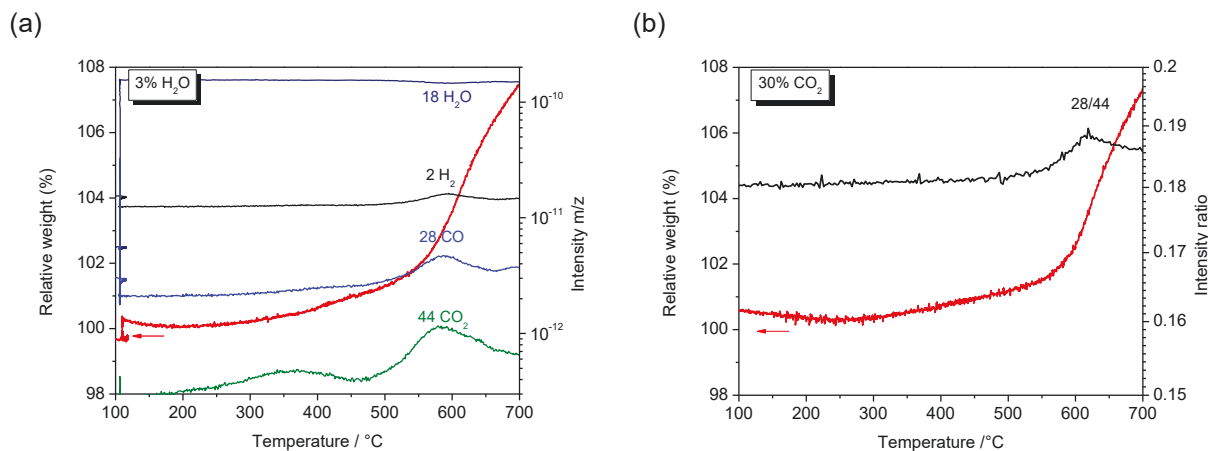 (a)
3% H₂O
108
106
104
102
100
98
Relative weight (%)
18 H₂O
2 H₂
28 CO
44 CO₂
10⁻¹⁰
10⁻¹¹
10⁻¹²
Intensity m/z
100 200 300 400 500 600 700
Temperature / °C
(b)
30% CO₂
108
106
104
102
100
98
Relative weight (%)
28/44
0.2
0.19
0.18
0.17
0.16
0.15
Intensity ratio
100 200 300 400 500 600 700
Temperature /°C